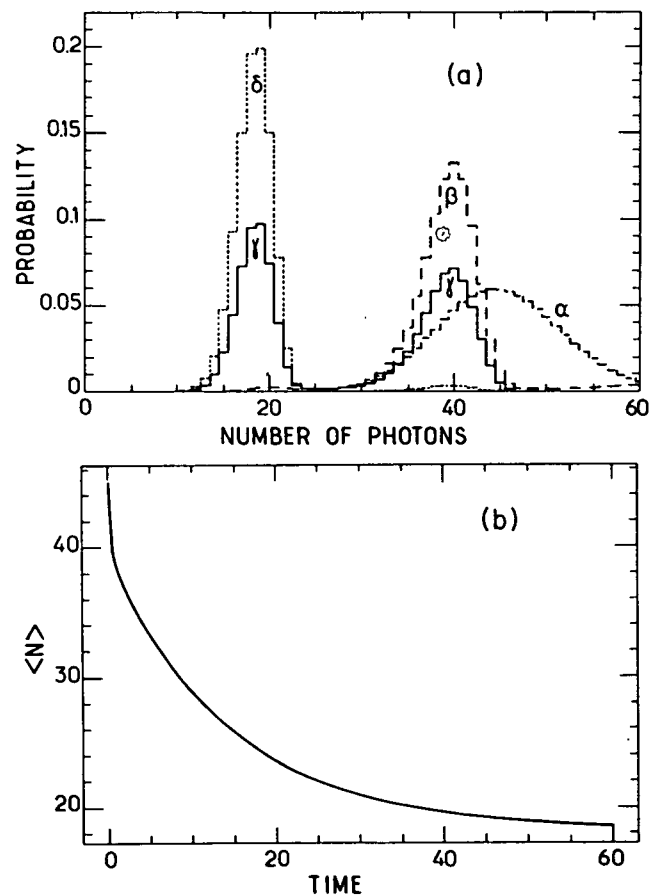 0.2
0.15
0.1
0.05
0
PROBABILITY
(a)
δ
γ
β
γ
α
0 20 40 60
NUMBER OF PHOTONS
40
30
20
<N>
(b)
0 20 40 60
TIME